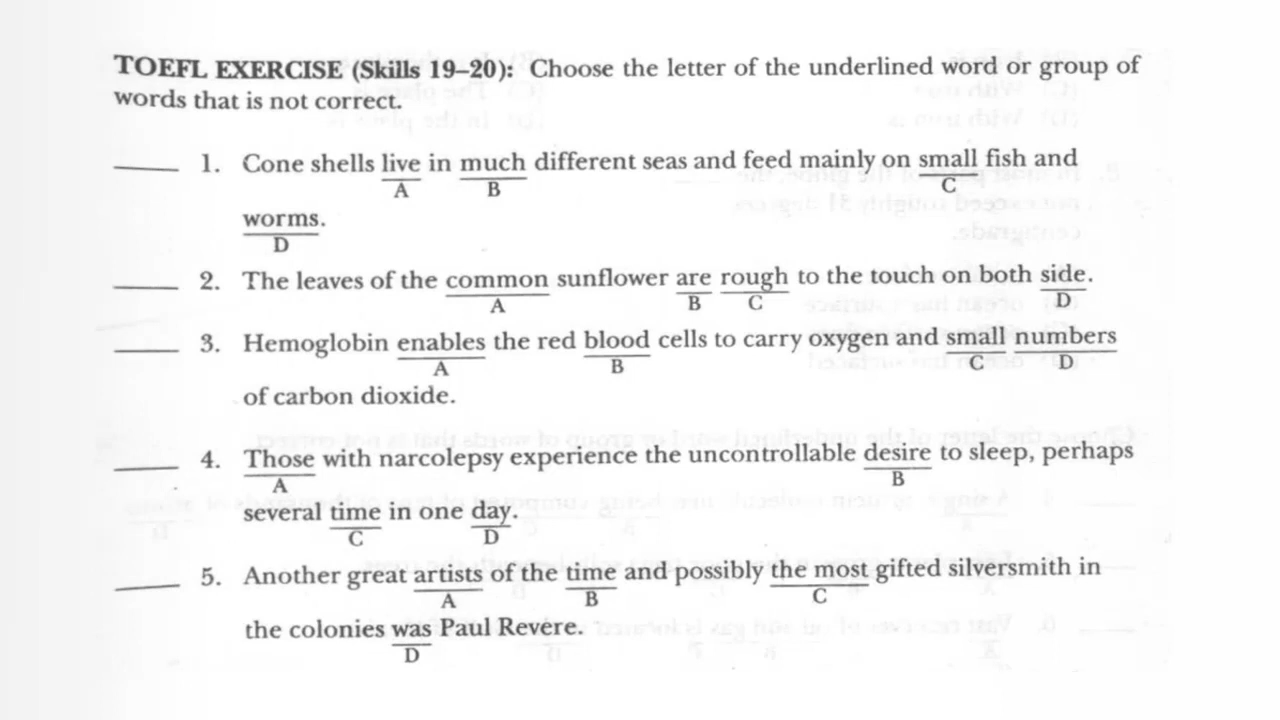 TOEFL EXERCISE (Skills 19–20): Choose the letter of the underlined word or group of
words that is not correct.
_____ 1. Cone shells live in much different seas and feed mainly on small fish and
A B C
worms.
D
_____ 2. The leaves of the common sunflower are rough to the touch on both side.
A B C D
_____ 3. Hemoglobin enables the red blood cells to carry oxygen and small numbers
A B C D
of carbon dioxide.
_____ 4. Those with narcolepsy experience the uncontrollable desire to sleep, perhaps
A B
several time in one day.
C D
_____ 5. Another great artists of the time and possibly the most gifted silversmith in
A B C
the colonies was Paul Revere.
D